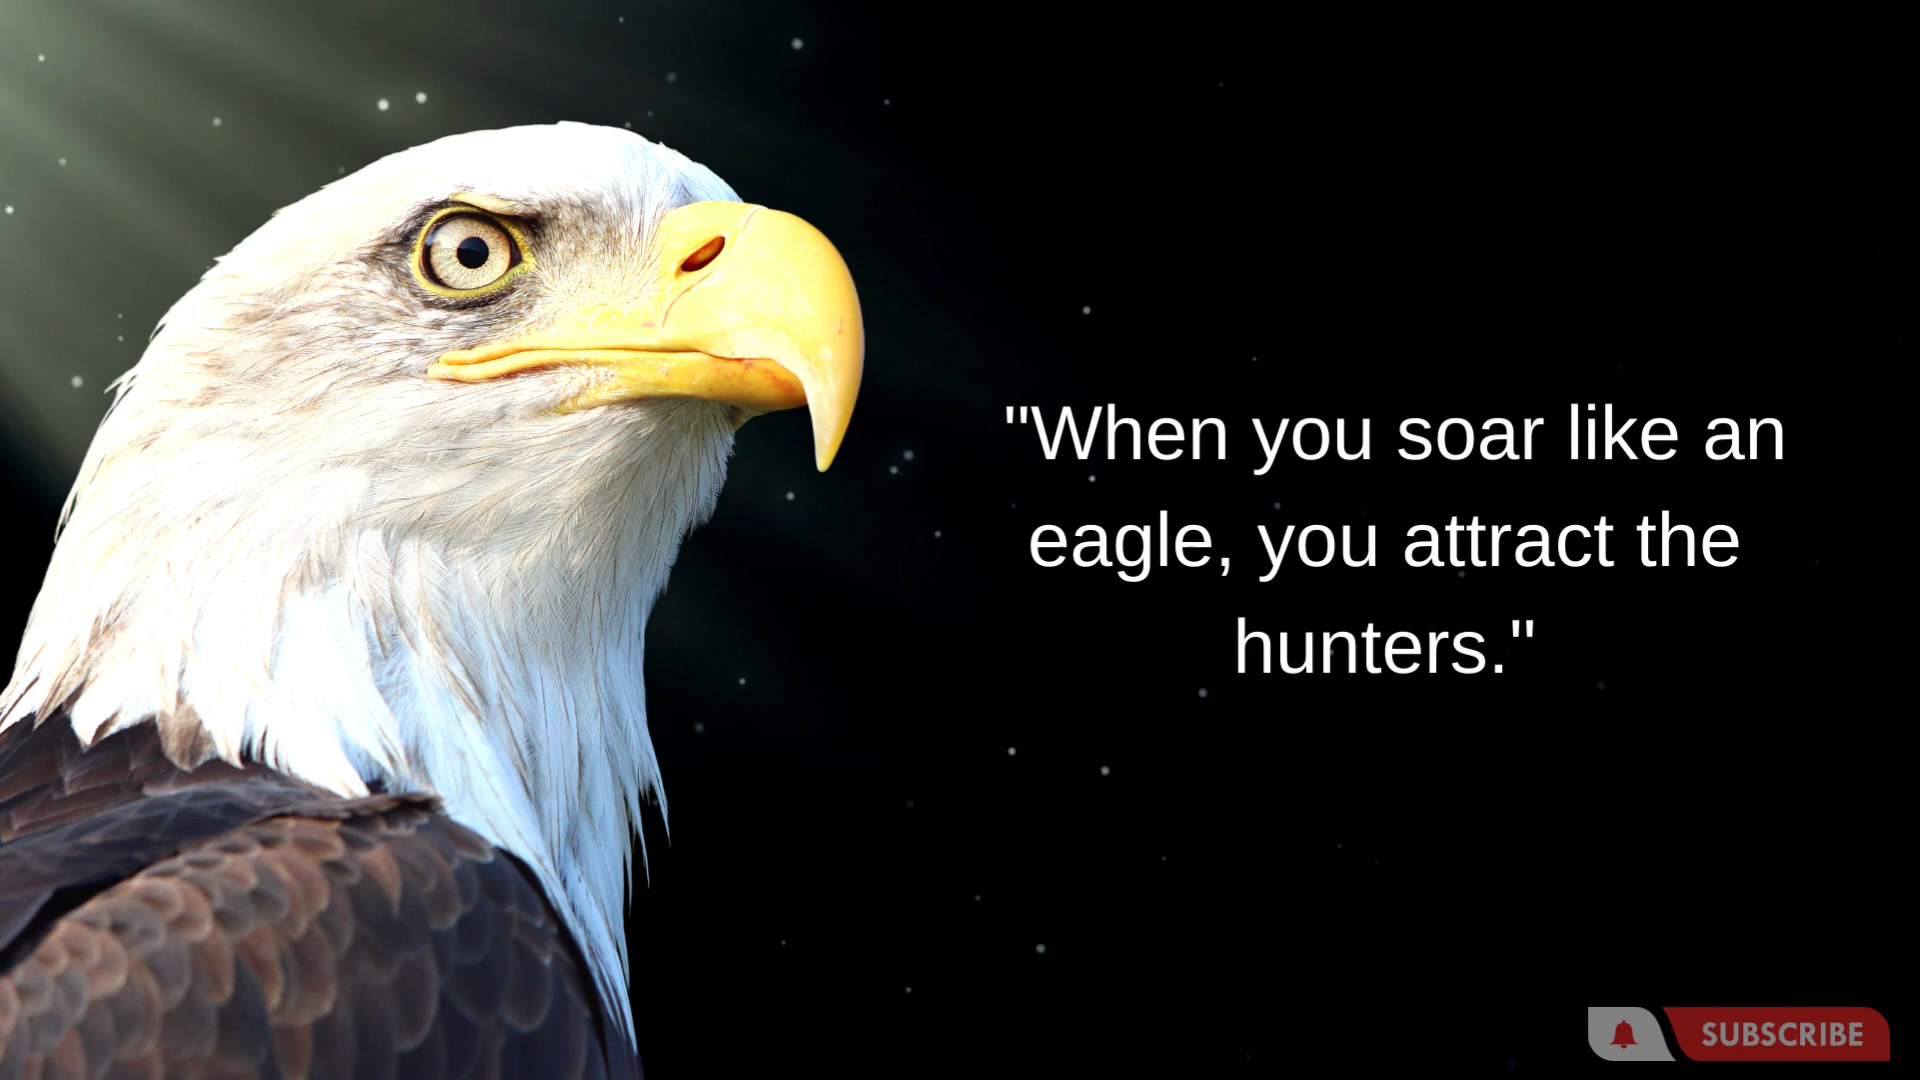 "When you soar like an
eagle, you attract the
hunters."
SUBSCRIBE